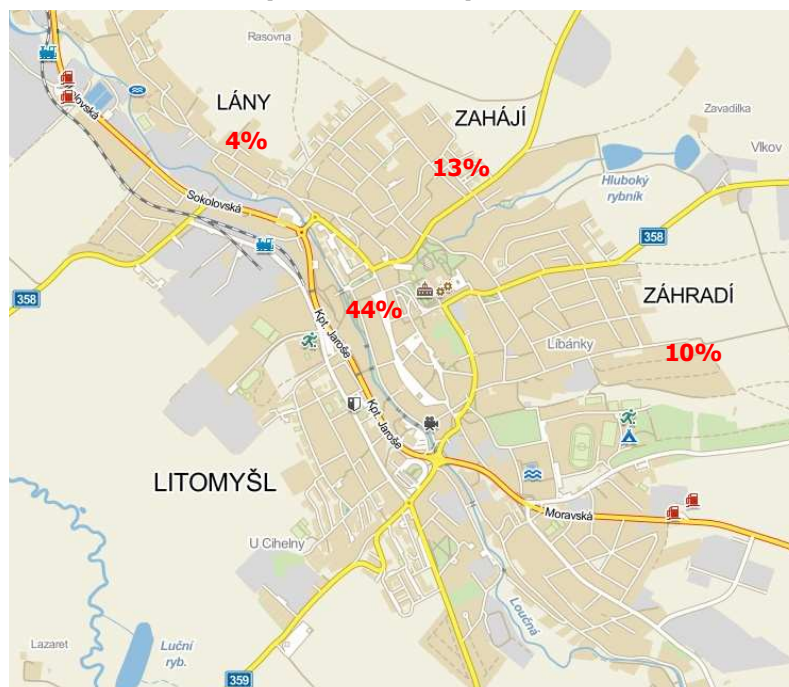 Rasovna
LÁNY
ZAHÁJÍ
Zavadilka
4%
13%
Vlkov
Hluboký
rybník
Sokolovská
358
358
ZÁHRADÍ
44%
Kpt. Jaroše
Líbánky
10%
Kpt. Jaroše
LITOMYŠL
Moravská
U Cihelny
Loučná
Lazaret
Luční
ryb.
359